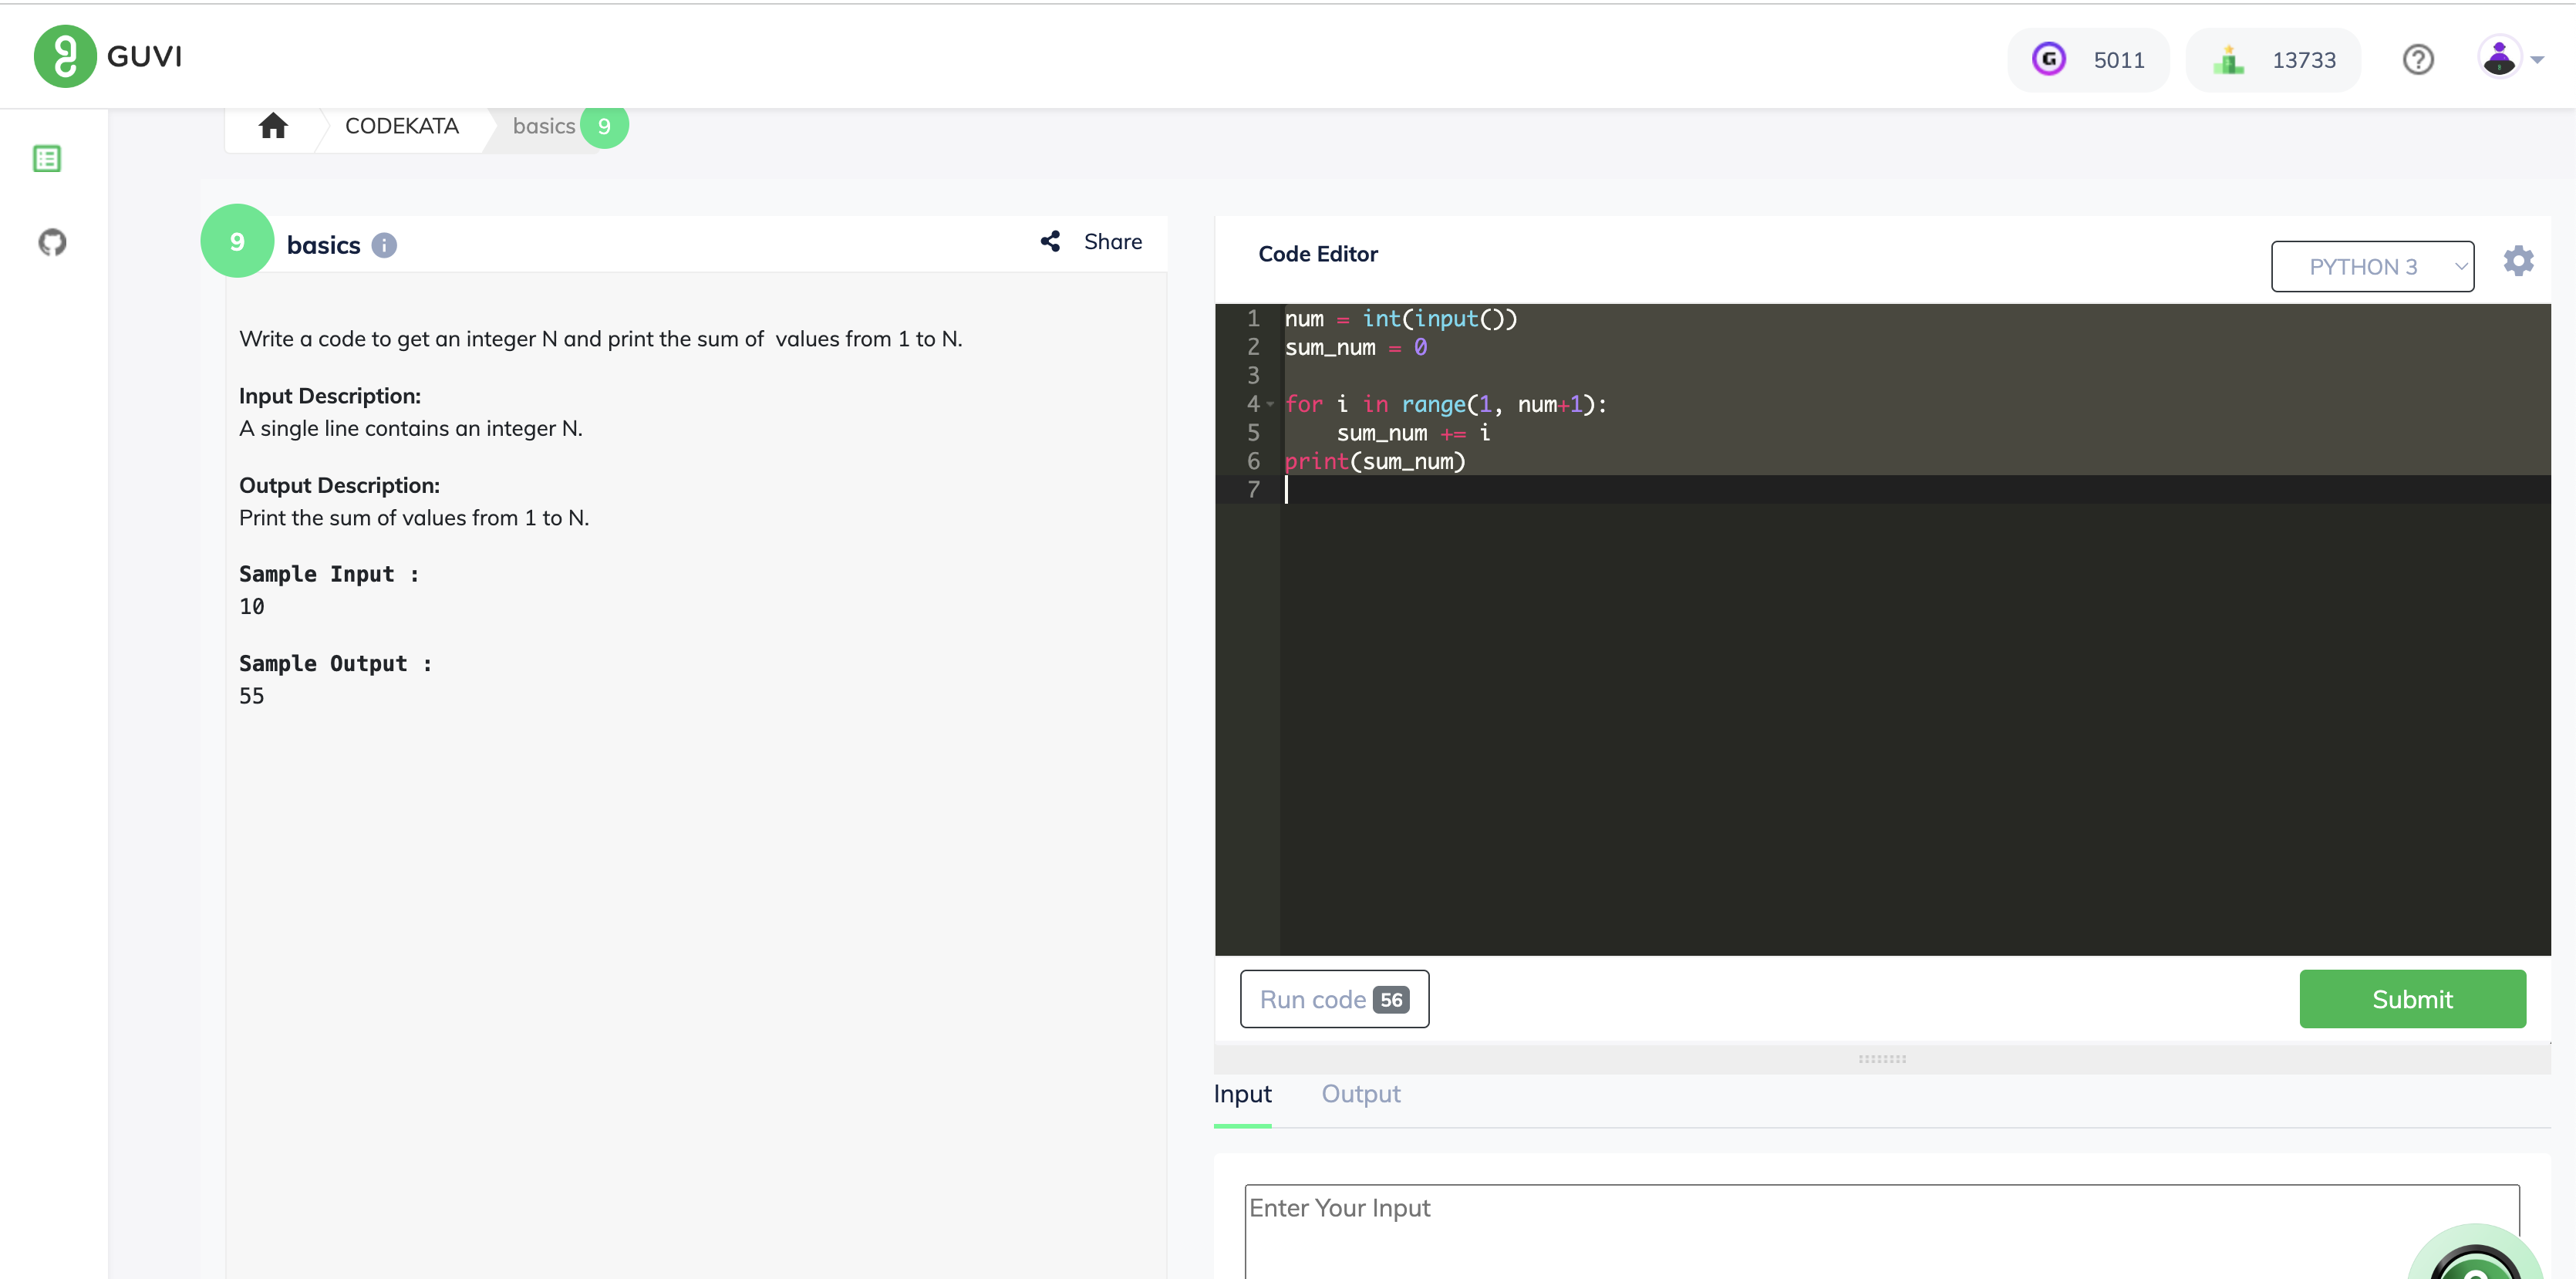 GUVI
5011
13733
CODEKATA
basics 9
9
basics
Share
Write a code to get an integer N and print the sum of  values from 1 to N.
Input Description:
A single line contains an integer N.
Output Description:
Print the sum of values from 1 to N.
Sample Input :
10
Sample Output :
55
Code Editor
PYTHON 3
1 num = int(input())
2 sum_num = 0
3
4 for i in range(1, num+1):
5     sum_num += i
6 print(sum_num)
7
Run code 56
Submit
Input
Output
Enter Your Input